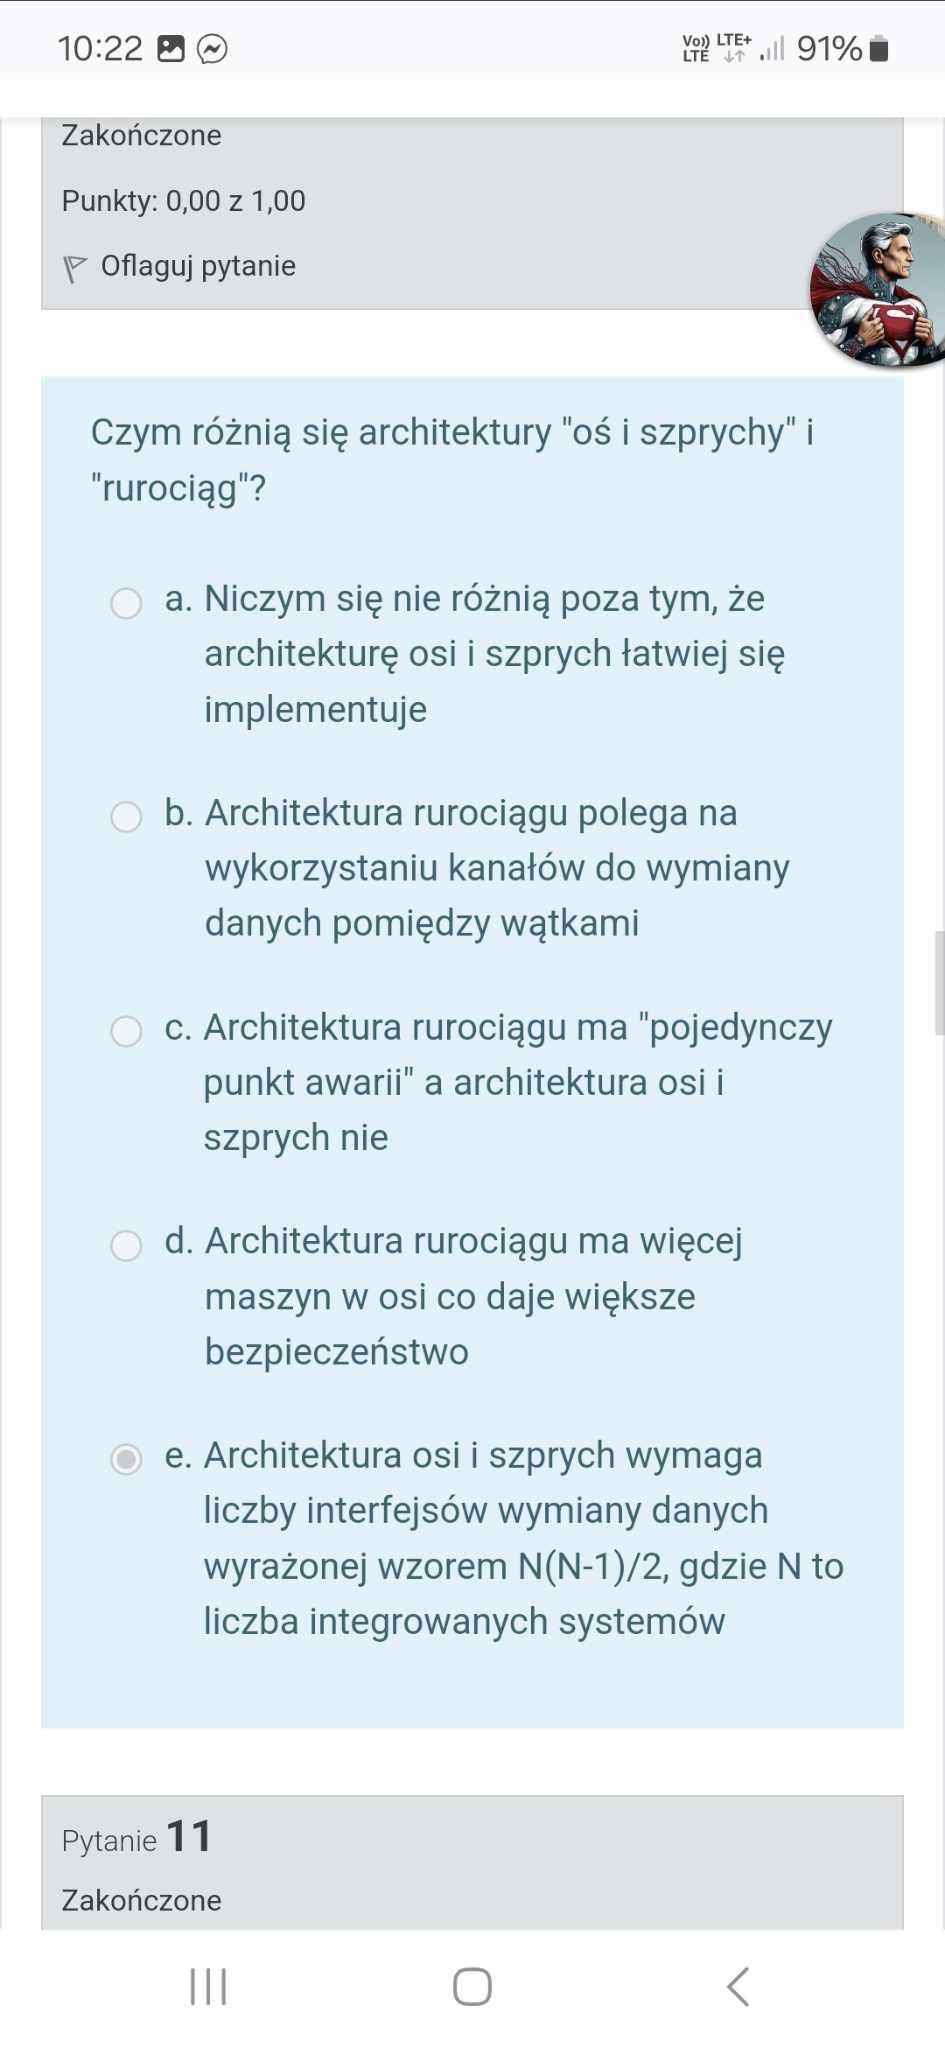 10:22
Vo)) LTE LTE+ 91%
Zakończone
Punkty: 0,00 z 1,00
Oflaguj pytanie
Czym różnią się architektury "oś i szprychy" i
"rurociąg"?
a. Niczym się nie różnią poza tym, że
architekturę osi i szprych łatwiej się
implementuje
b. Architektura rurociągu polega na
wykorzystaniu kanałów do wymiany
danych pomiędzy wątkami
c. Architektura rurociągu ma "pojedynczy
punkt awarii" a architektura osi i
szprych nie
d. Architektura rurociągu ma więcej
maszyn w osi co daje większe
bezpieczeństwo
e. Architektura osi i szprych wymaga
liczby interfejsów wymiany danych
wyrażonej wzorem N(N-1)/2, gdzie N to
liczba integrowanych systemów
Pytanie 11
Zakończone